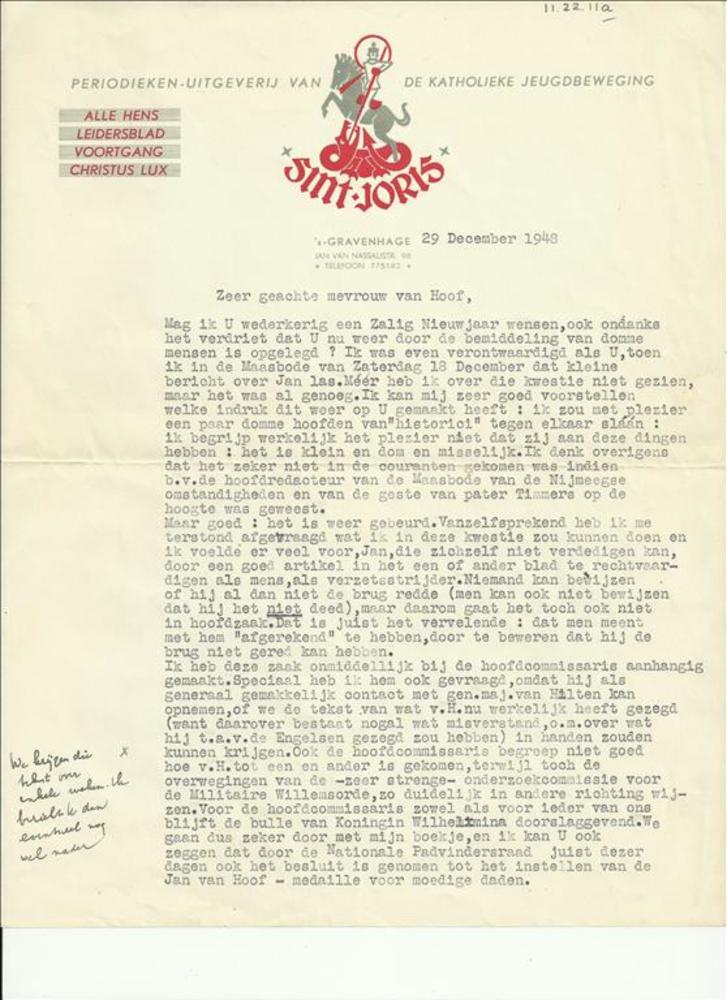 11.22.11a
PERIODIEKEN-UITGEVERIJ VAN DE KATHOLIEKE JEUGDBEWEGING
ALLE HENS
LEIDERSBLAD
VOORTGANG
CHRISTUS LUX
SINT-JORIS
's-GRAVENHAGE 29 December 1948
JAN VAN NASSAUSTR. 98
TELEFOON 775182
Zeer geachte mevrouw van Hoof,
Mag ik U wederkerig een Zalig Nieuwjaar wensen,ook ondanks
het verdriet dat U nu weer door de bemiddeling van domme
mensen is opgelegd ? Ik was even verontwaardigd als U,toen
ik in de Maasbode van Zaterdag 18 December dat kleine
bericht over Jan las.Méér heb ik over die kwestie niet gezien,
maar het was al genoeg.Ik kan mij zeer goed voorstellen
welke indruk dit weer op U gemaakt heeft : ik zou met plezier
een paar domme hoofden van"historici" tegen elkaar slaan :
ik begrijp werkelijk het plezier niet dat zij aan deze dingen
hebben : het is klein en dom en misselijk.Ik denk overigens
dat het zeker niet in de couranten gekomen was indien
b.v.de hoofdredacteur van de Maasbode van de Nijmeegse
omstandigheden en van de geste van pater Timmers op de
hoogte was geweest.
Maar goed : het is weer gebeurd.Vanzelfsprekend heb ik me
terstond afgevraagd wat ik in deze kwestie zou kunnen doen en
ik voelde er veel voor,Jan,die zichzelf niet verdedigen kan,
door een goed artikel in het een of ander blad te rechtvaar-
digen als mens,als verzetsstrijder.Niemand kan bewijzen
of hij al dan niet de brug redde (men kan ook niet bewijzen
dat hij het niet deed),maar daarom gaat het toch ook niet
in hoofdzaak.Dat is juist het vervelende : dat men meent
met hem "afgerekend" te hebben,door te beweren dat hij de
brug niet gered kan hebben.
Ik heb deze zaak onmiddellijk bij de hoofdcommissaris aanhangig
gemaakt.Speciaal heb ik hem ook gevraagd,omdat hij als
generaal gemakkelijk contact met gen.maj.van Hilten kan
opnemen,of we de tekst van wat v.H.nu werkelijk heeft gezegd
(want daarover bestaat nogal wat misverstand,o.m.over wat
hij t.a.v.de Engelsen gezegd zou hebben) in handen zouden
kunnen krijgen.Ook de hoofdcommissaris begreep niet goed
hoe v.H.tot een en ander is gekomen,terwijl toch de
overwegingen van de -zeer strenge- onderzoekcommissie voor
de Militaire Willemsorde,zo duidelijk in andere richting wij-
zen.Voor de hoofdcommissaris zowel als voor ieder van ons
blijft de bulle van Koningin Wilhelmina doorslaggevend.We
gaan dus zeker door met mijn boekje,en ik kan U ook
zeggen dat door de Nationale Padvindersraad juist dezer
dagen ook het besluit is genomen tot het instellen van de
Jan van Hoof - medaille voor moedige daden.
We krijgen die x
tekst over
enkele weken. Ik
bericht U dan
eventueel nog
wel nader